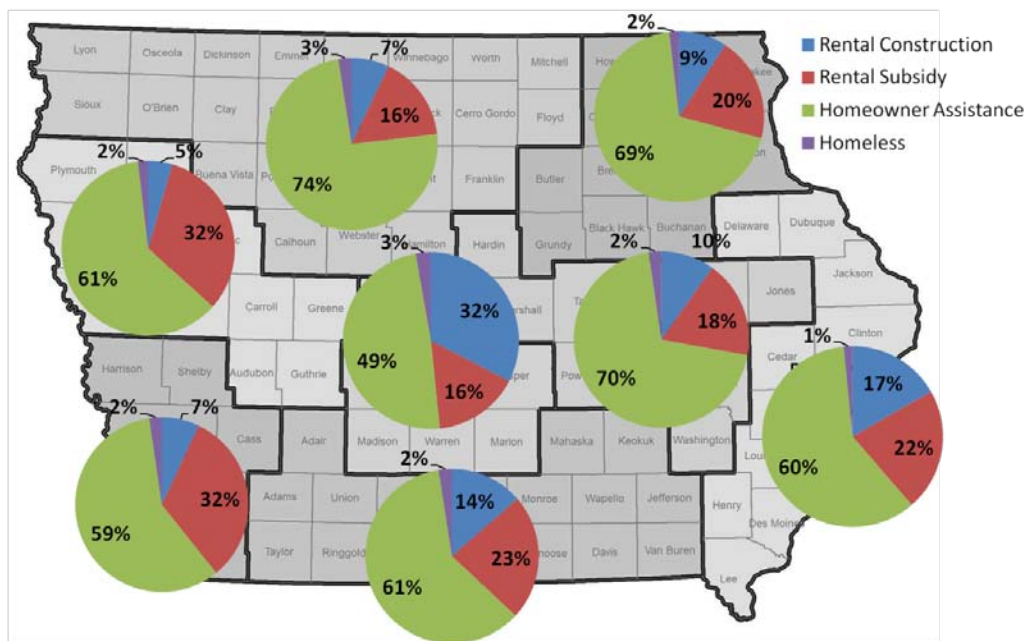 Rental Construction
Rental Subsidy
Homeowner Assistance
Homeless
Lyon
Osceola
Dickinson
Winnebago
Worth
Mitchell
3%
7%
16%
74%
2%
9%
20%
69%
Sioux
O'Brien
Clay
Cerro Gordo
Floyd
Plymouth
Buena Vista
Franklin
Butler
2%
5%
32%
61%
Calhoun
Webster
Hamilton
Hardin
Grundy
Black Hawk
Buchanan
Delaware
Dubuque
3%
32%
16%
49%
2%
10%
18%
70%
Jones
Jackson
Carroll
Greene
Clinton
Cedar
1%
17%
22%
60%
Harrison
Shelby
Audubon
Guthrie
2%
7%
32%
59%
Cass
Adair
Madison
Warren
Marion
Mahaska
Keokuk
Washington
2%
14%
23%
61%
Adams
Union
Monroe
Wapello
Jefferson
Henry
Des Moines
Taylor
Ringgold
Davis
Van Buren
Lee